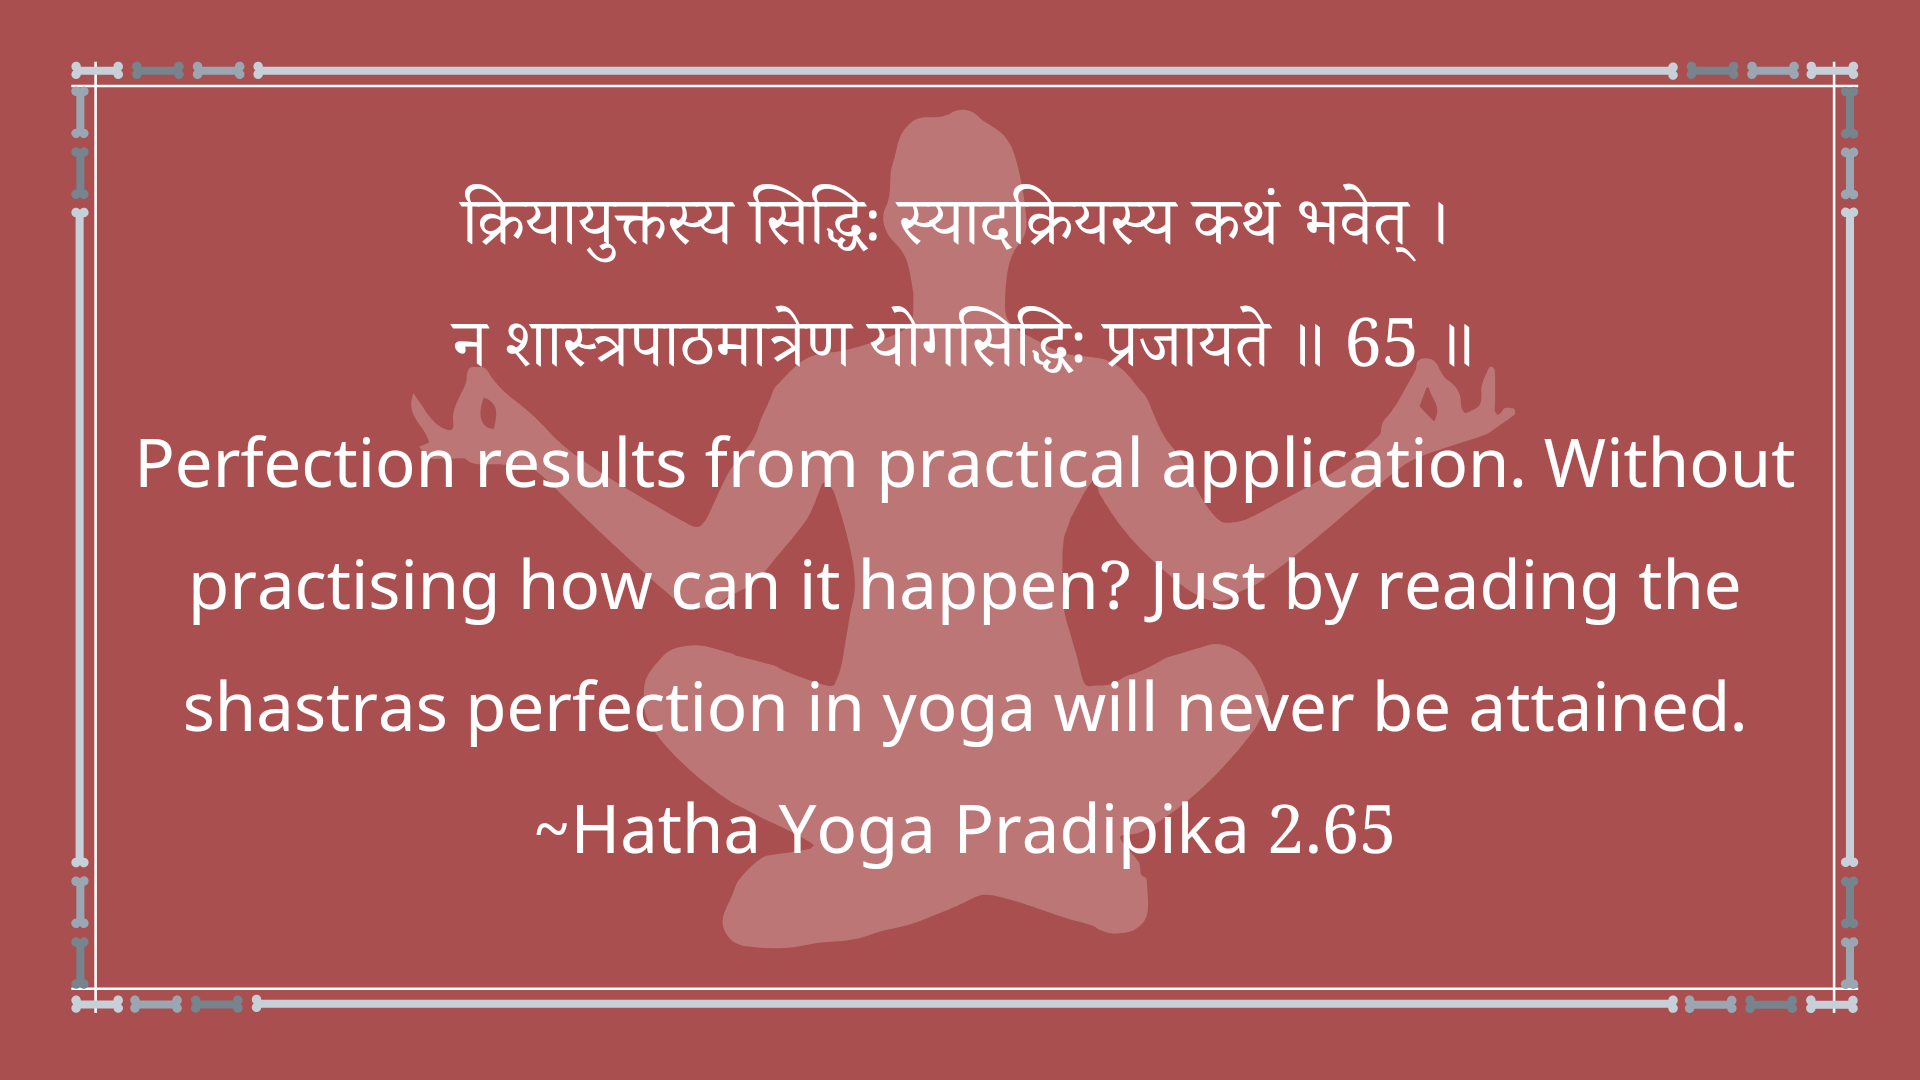 क्रियायुक्तस्य सिद्धिः स्यादक्रियस्य कथं भवेत् ।
न शास्त्रपाठमात्रेण योगसिद्धिः प्रजायते ॥ 65 ॥
Perfection results from practical application. Without
practising how can it happen? Just by reading the
shastras perfection in yoga will never be attained.
~Hatha Yoga Pradipika 2.65